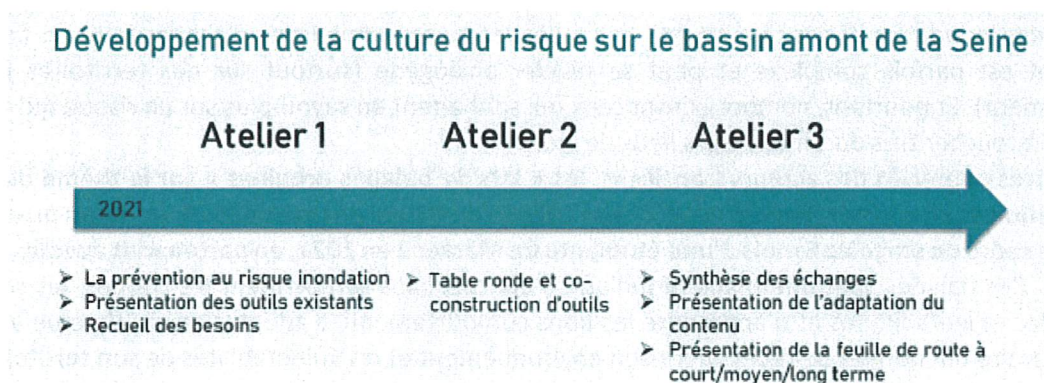 Développement de la culture du risque sur le bassin amont de la Seine
Atelier 1 Atelier 2 Atelier 3
2021
➢ La prévention au risque inondation
➢ Présentation des outils existants
➢ Recueil des besoins
➢ Table ronde et co-
construction d'outils
➢ Synthèse des échanges
➢ Présentation de l'adaptation du
contenu
➢ Présentation de la feuille de route à
court/moyen/long terme